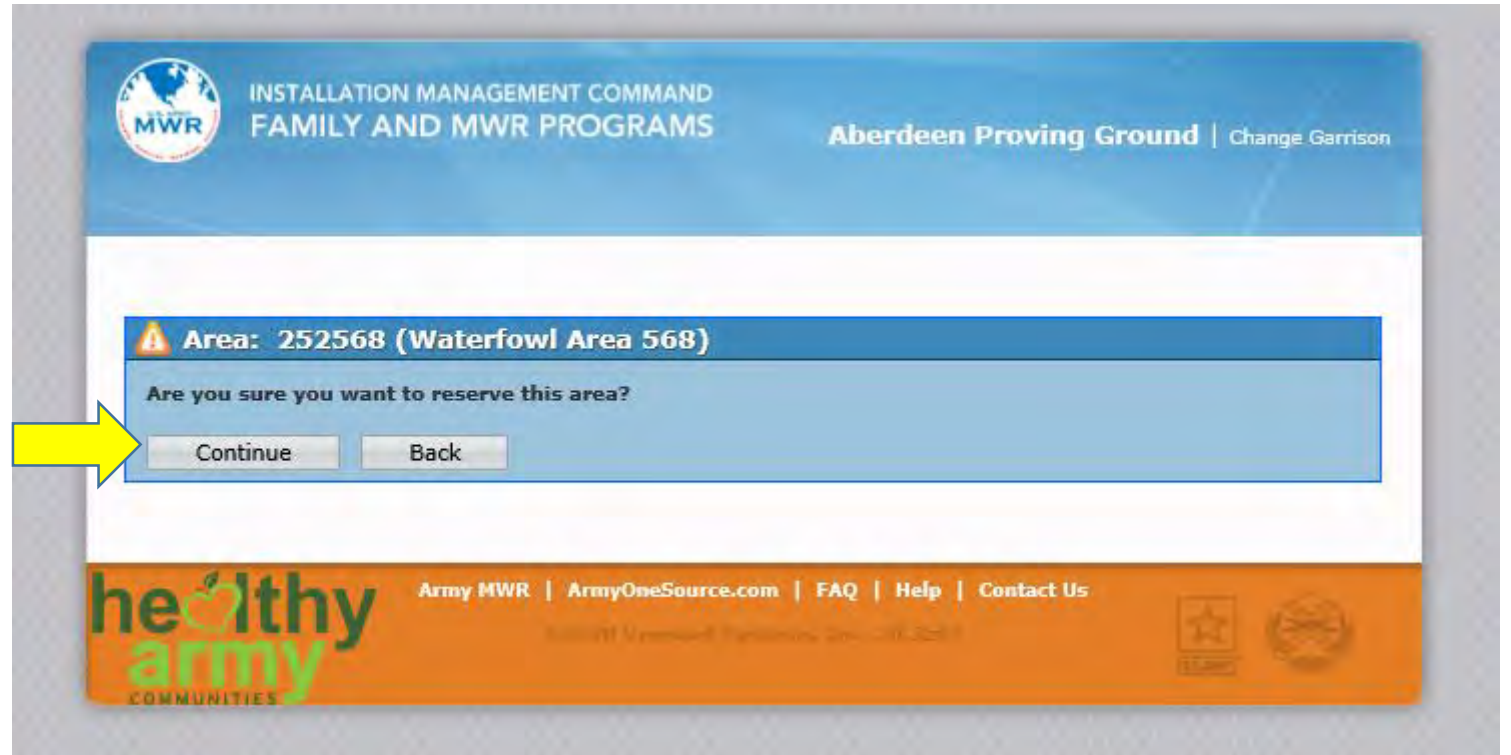 MWR
INSTALLATION MANAGEMENT COMMAND
FAMILY AND MWR PROGRAMS
Aberdeen Proving Ground | Change Garrison
Area: 252568 (Waterfowl Area 568)
Are you sure you want to reserve this area?
Continue Back
healthy
army
COMMUNITIES
Army MWR | ArmyOneSource.com | FAQ | Help | Contact Us